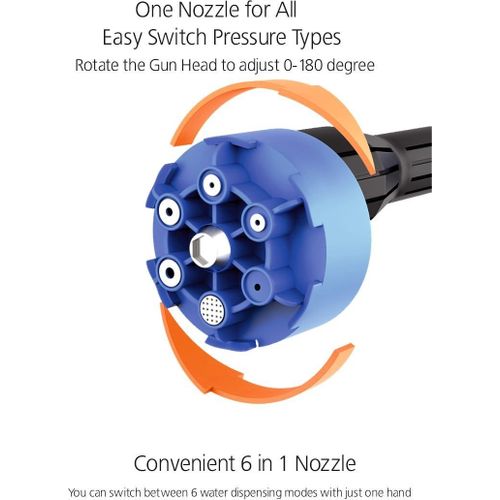 One Nozzle for All
Easy Switch Pressure Types
Rotate the Gun Head to adjust 0-180 degree
Convenient 6 in 1 Nozzle
You can switch between 6 water dispensing modes with just one hand